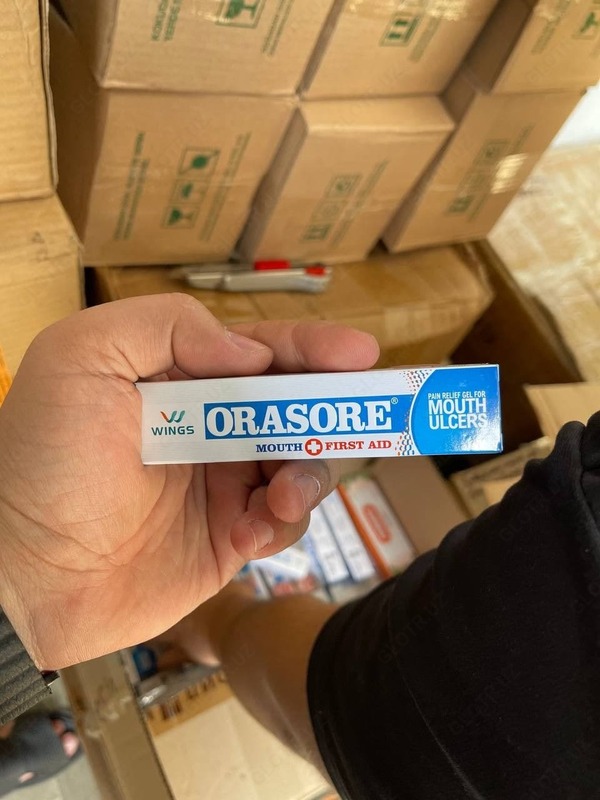 WINGS
ORASORE®
MOUTH FIRST AID
PAIN RELIEF GEL FOR
MOUTH
ULCERS